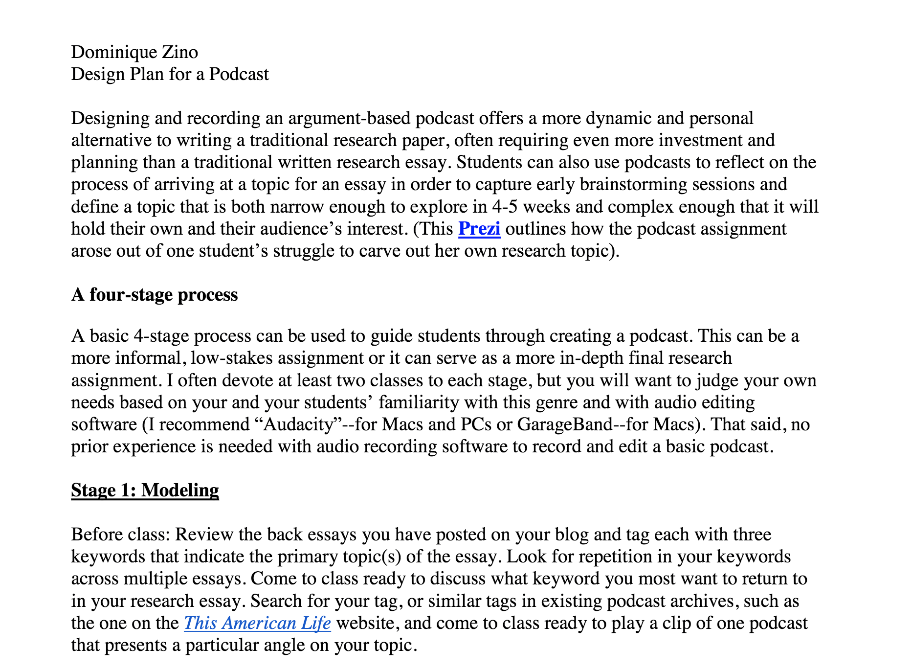 Dominique Zino
Design Plan for a Podcast
Designing and recording an argument-based podcast offers a more dynamic and personal
alternative to writing a traditional research paper, often requiring even more investment and
planning than a traditional written research essay. Students can also use podcasts to reflect on the
process of arriving at a topic for an essay in order to capture early brainstorming sessions and
define a topic that is both narrow enough to explore in 4-5 weeks and complex enough that it will
hold their own and their audience’s interest. (This Prezi outlines how the podcast assignment
arose out of one student’s struggle to carve out her own research topic).
A four-stage process
A basic 4-stage process can be used to guide students through creating a podcast. This can be a
more informal, low-stakes assignment or it can serve as a more in-depth final research
assignment. I often devote at least two classes to each stage, but you will want to judge your own
needs based on your and your students’ familiarity with this genre and with audio editing
software (I recommend “Audacity”--for Macs and PCs or GarageBand--for Macs). That said, no
prior experience is needed with audio recording software to record and edit a basic podcast.
Stage 1: Modeling
Before class: Review the back essays you have posted on your blog and tag each with three
keywords that indicate the primary topic(s) of the essay. Look for repetition in your keywords
across multiple essays. Come to class ready to discuss what keyword you most want to return to
in your research essay. Search for your tag, or similar tags in existing podcast archives, such as
the one on the This American Life website, and come to class ready to play a clip of one podcast
that presents a particular angle on your topic.